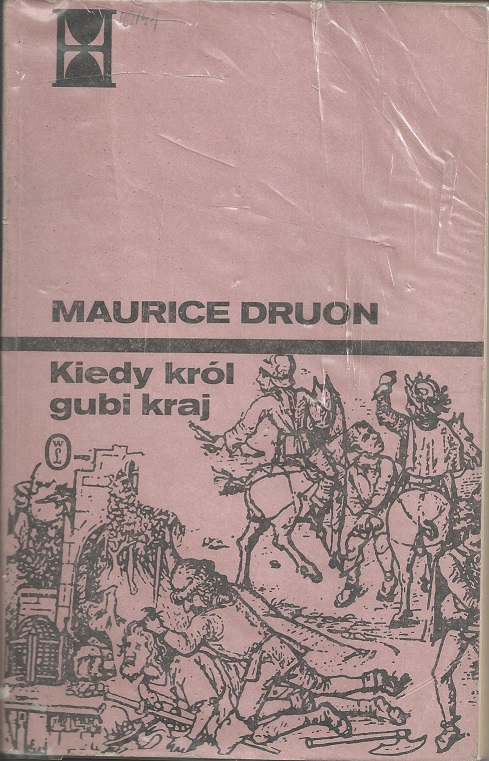 MAURICE DRUON
Kiedy król
gubi kraj